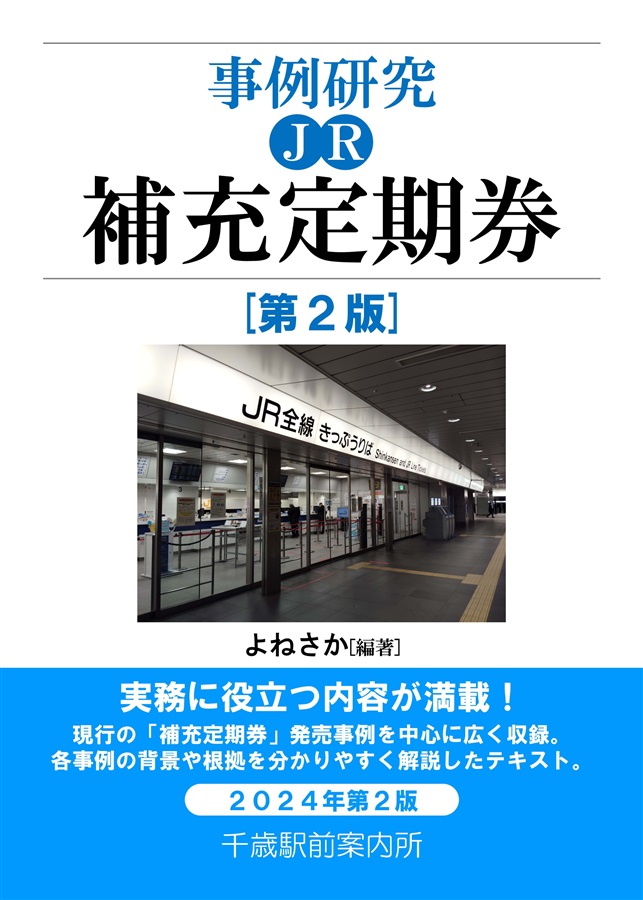 事例研究
JR
補充定期券
[第2版]
JR全線 きっぷうりば Shinkansen and JR Line Tickets
よねさか[編著]
実務に役立つ内容が満載！
現行の「補充定期券」発売事例を中心に広く収録。
各事例の背景や根拠を分かりやすく解説したテキスト。
２０２４年第２版
千歳駅前案内所